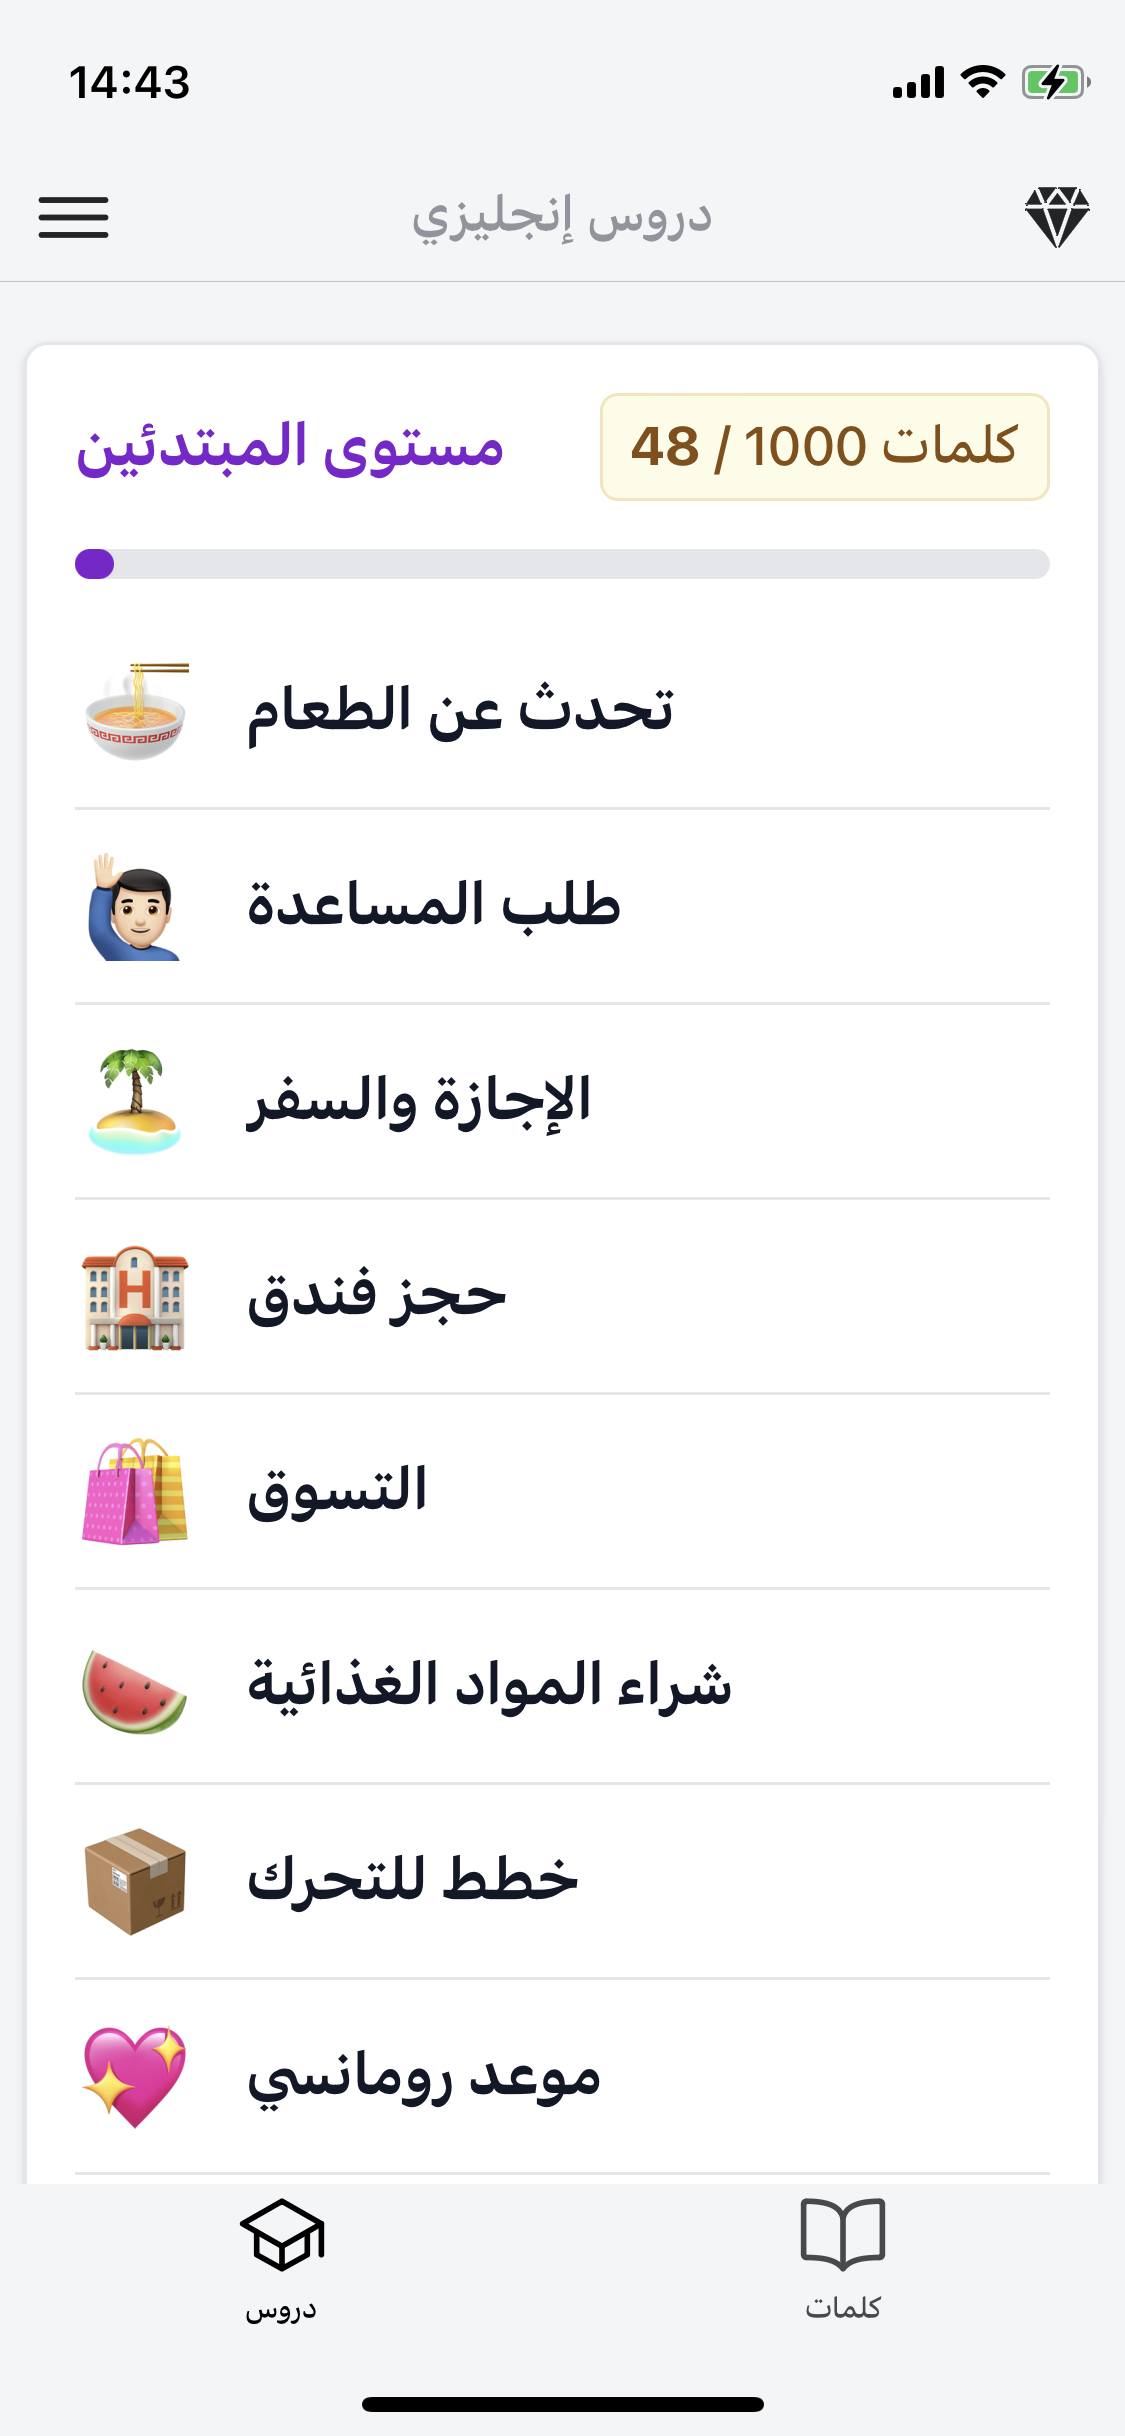 14:43
دروس إنجليزي
مستوى المبتدئين
48 / 1000 كلمات
تحدث عن الطعام
طلب المساعدة
الإجازة والسفر
H
حجز فندق
التسوق
شراء المواد الغذائية
خطط للتحرك
موعد رومانسي
دروس
كلمات